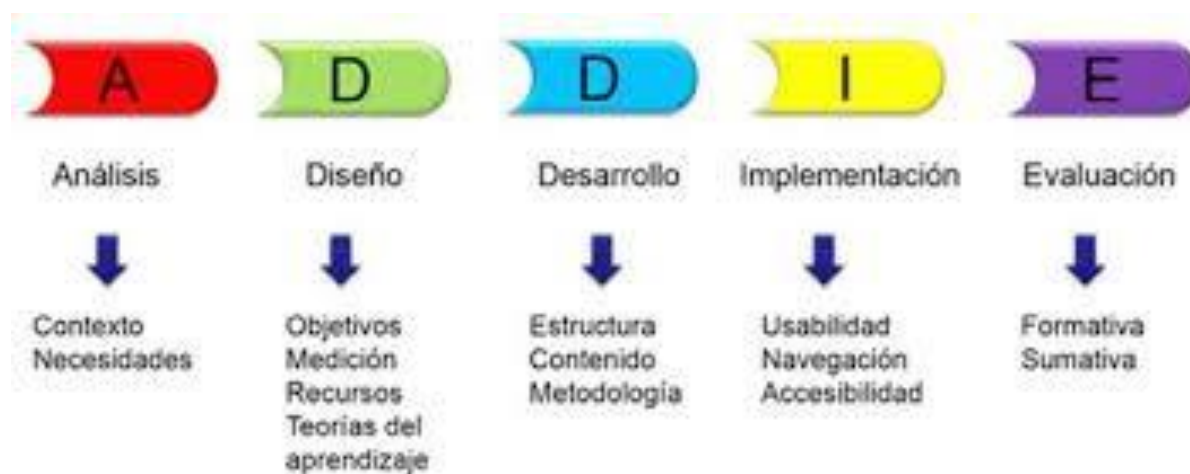 A
D
D
I
E
Análisis
Diseño
Desarrollo
Implementación
Evaluación
Contexto
Necesidades
Objetivos
Medición
Recursos
Teorías del
aprendizaje
Estructura
Contenido
Metodología
Usabilidad
Navegación
Accesibilidad
Formativa
Sumativa